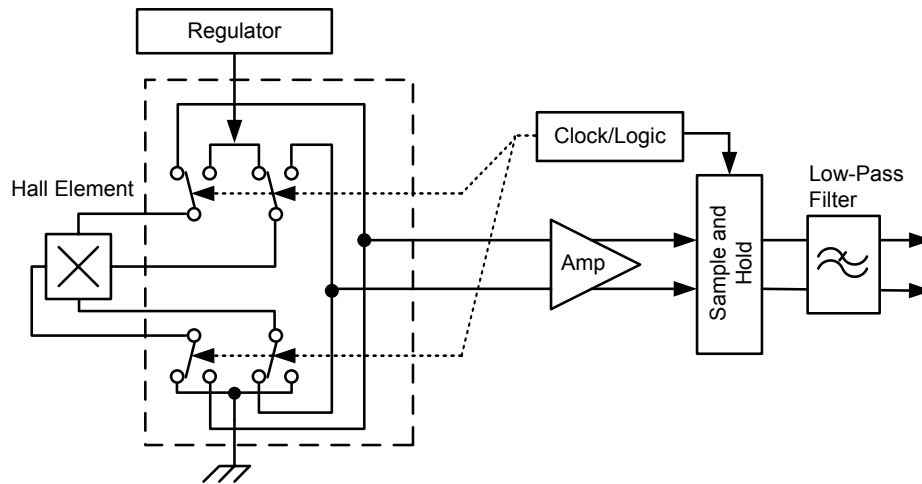 Regulator
Clock/Logic
Hall Element
Low-Pass
Filter
Amp
Sample and
Hold